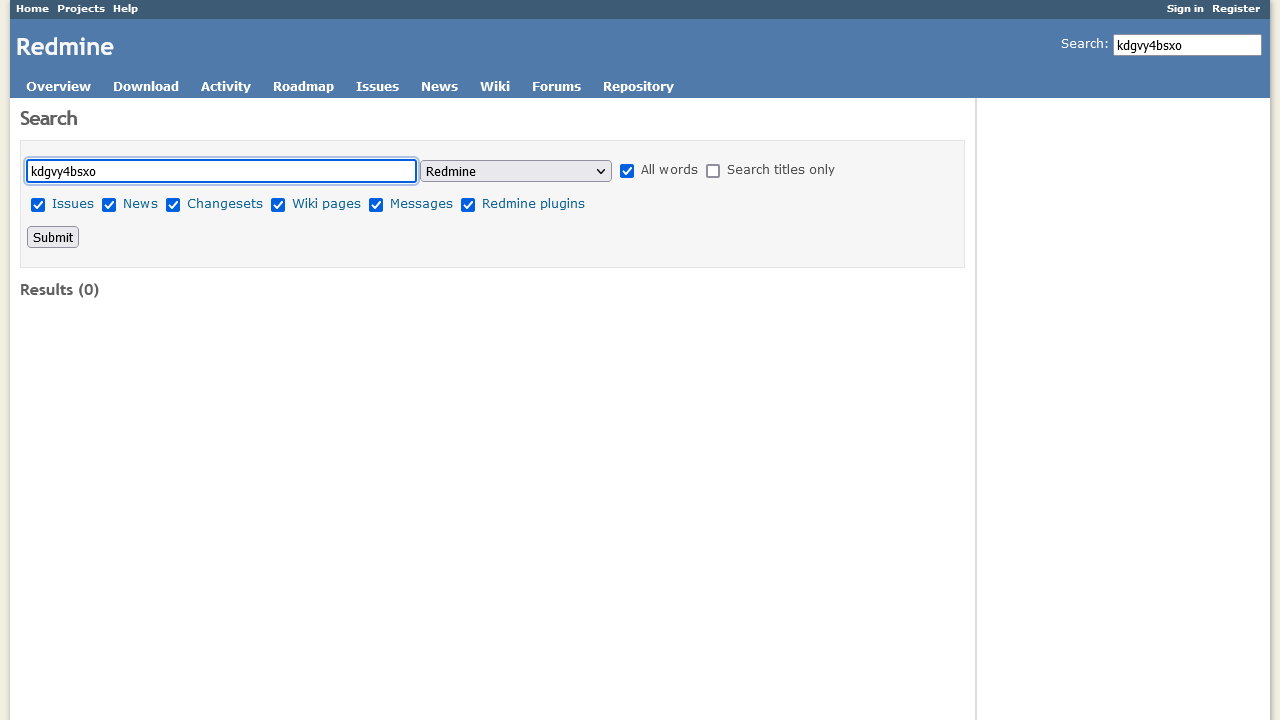 Home Projects Help Sign in Register
Redmine Search: kdgvy4bsxo
Overview Download Activity Roadmap Issues News Wiki Forums Repository
Search
kdgvy4bsxo Redmine All words Search titles only
Issues News Changesets Wiki pages Messages Redmine plugins
Submit
Results (0)